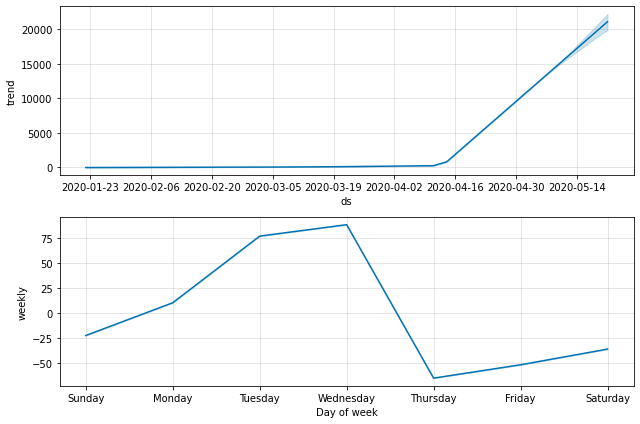 20000
15000
10000
5000
0
trend
2020-01-23 2020-02-06 2020-02-20 2020-03-05 2020-03-19 2020-04-02 2020-04-16 2020-04-30 2020-05-14
ds
75
50
25
0
−25
−50
weekly
Sunday Monday Tuesday Wednesday Thursday Friday Saturday
Day of week